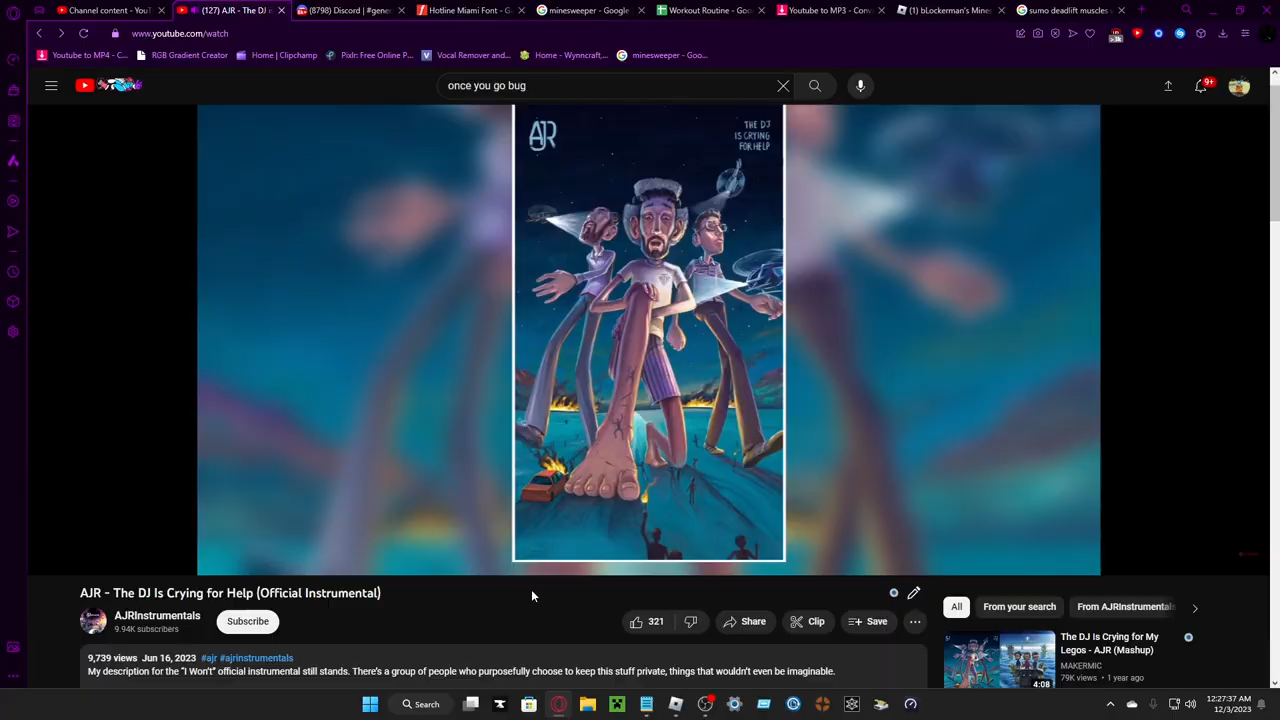 Channel content - YouT
(127) AJR - The DJ i
(8798) Discord | #gene
Hotline Miami Font - G
minesweeper - Google
Workout Routine - Goo
Youtube to MP3 - Conv
(1) bLockerman's Mines
sumo deadlift muscles
www.youtube.com/watch
Youtube to MP4 - C...
RGB Gradient Creator
Home | Clipchamp
Pixlr: Free Online P...
Vocal Remover and...
Home - Wynncraft,...
minesweeper - Goo...
once you go bug
9+
AJR
THE DJ
IS CRYING
FOR HELP
AJR - The DJ Is Crying for Help (Official Instrumental)
AJRInstrumentals
9.94K subscribers
Subscribe
321
Share
Clip
Save
All
From your search
From AJRInstrumentals
9,739 views Jun 16, 2023 #ajr #ajrinstrumentals
My description for the "I Won't" official instrumental still stands. There's a group of people who purposefully choose to keep this stuff private, things that wouldn't even be imaginable.
The DJ Is Crying for My
Legos - AJR (Mashup)
MAKERMIC
79K views • 1 year ago
4:08
Search
12:27:37 AM
12/3/2023